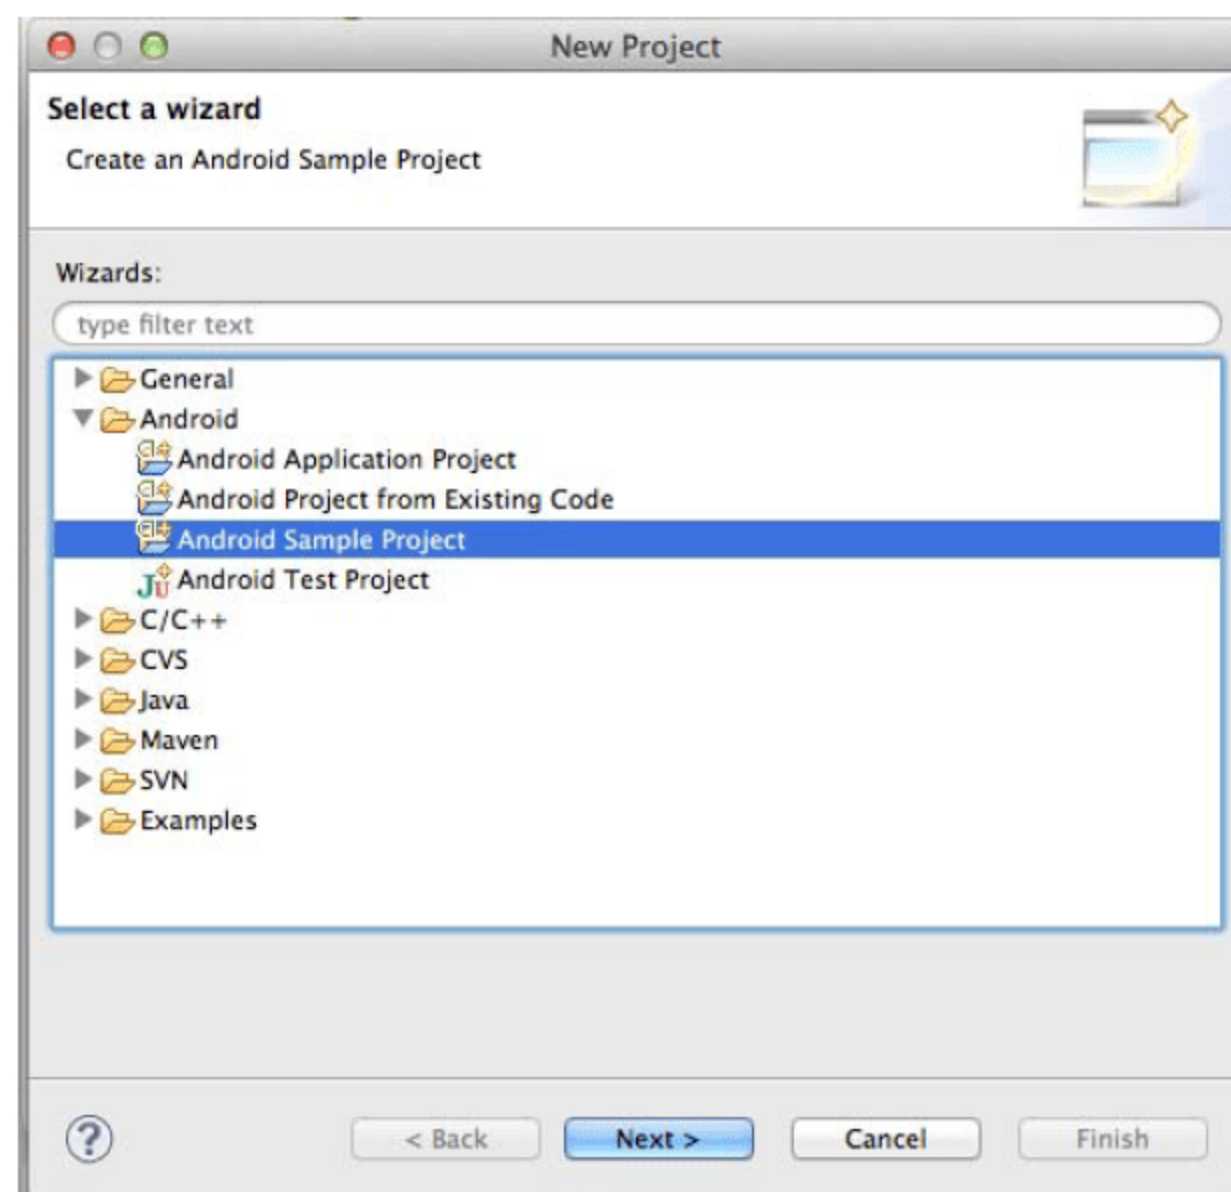 New Project
Select a wizard
Create an Android Sample Project
Wizards:
type filter text
General
Android
Android Application Project
Android Project from Existing Code
Android Sample Project
Android Test Project
C/C++
CVS
Java
Maven
SVN
Examples
? < Back Next > Cancel Finish